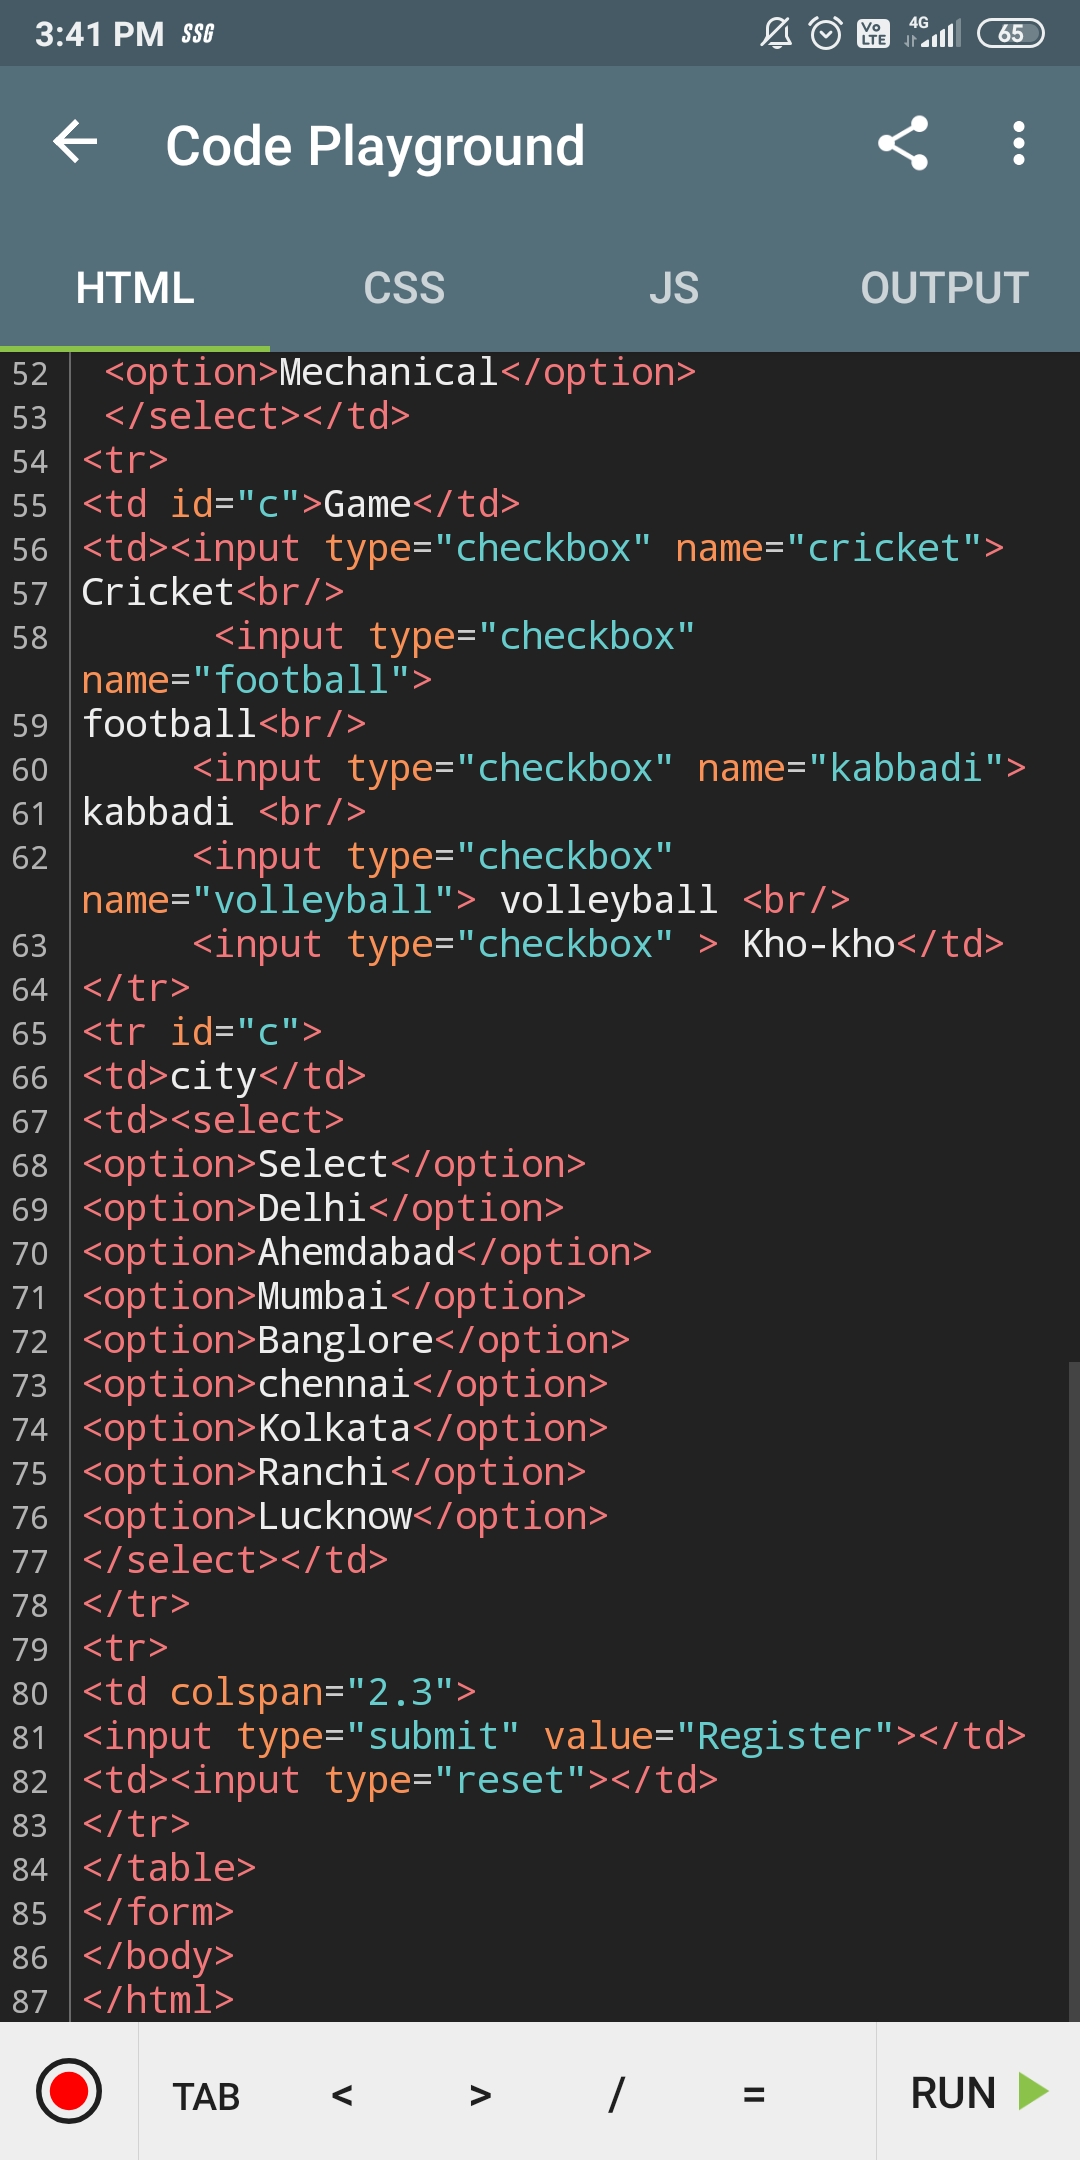 3:41 PM SSG 4G Vo LTE 65
Code Playground
HTML CSS JS OUTPUT
52 <option>Mechanical</option>
53 </select></td>
54 <tr>
55 <td id="c">Game</td>
56 <td><input type="checkbox" name="cricket">
57 Cricket<br/>
58 <input type="checkbox"
name="football">
59 football<br/>
60 <input type="checkbox" name="kabbadi">
61 kabbadi <br/>
62 <input type="checkbox"
name="volleyball"> volleyball <br/>
63 <input type="checkbox" > Kho-kho</td>
64 </tr>
65 <tr id="c">
66 <td>city</td>
67 <td><select>
68 <option>Select</option>
69 <option>Delhi</option>
70 <option>Ahemdabad</option>
71 <option>Mumbai</option>
72 <option>Banglore</option>
73 <option>chennai</option>
74 <option>Kolkata</option>
75 <option>Ranchi</option>
76 <option>Lucknow</option>
77 </select></td>
78 </tr>
79 <tr>
80 <td colspan="2.3">
81 <input type="submit" value="Register"></td>
82 <td><input type="reset"></td>
83 </tr>
84 </table>
85 </form>
86 </body>
87 </html>
TAB < > / = RUN